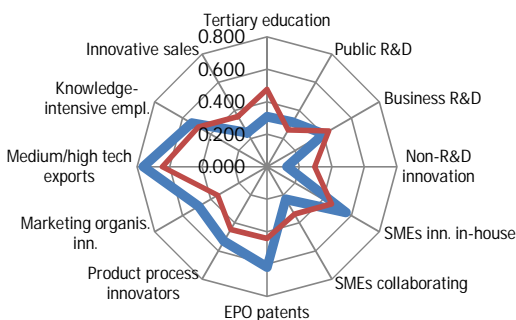 Tertiary education
0.800
Innovative sales
Public R&D
0.600
Knowledge-
intensive empl.
0.400
Business R&D
0.200
Medium/high tech
exports
0.000
Non-R&D
innovation
Marketing organis.
inn.
SMEs inn. in-house
Product process
innovators
SMEs collaborating
EPO patents